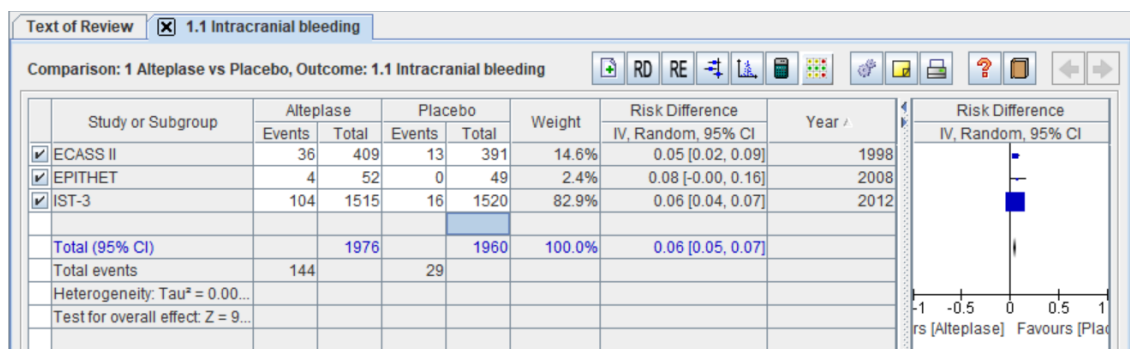 Text of Review 1.1 Intracranial bleeding
Comparison: 1 Alteplase vs Placebo, Outcome: 1.1 Intracranial bleeding RD RE
Study or Subgroup Alteplase Placebo Weight Risk Difference Year Risk Difference
Events Total Events Total IV, Random, 95% CI IV, Random, 95% CI
ECASS II 36 409 13 391 14.6% 0.05 [0.02, 0.09] 1998
EPITHET 4 52 0 49 2.4% 0.08 [-0.00, 0.16] 2008
IST-3 104 1515 16 1520 82.9% 0.06 [0.04, 0.07] 2012
Total (95% CI) 1976 1960 100.0% 0.06 [0.05, 0.07]
Total events 144 29
Heterogeneity: Tau² = 0.00...
Test for overall effect: Z = 9...
-1 -0.5 0 0.5 1
rs [Alteplase] Favours [Plac